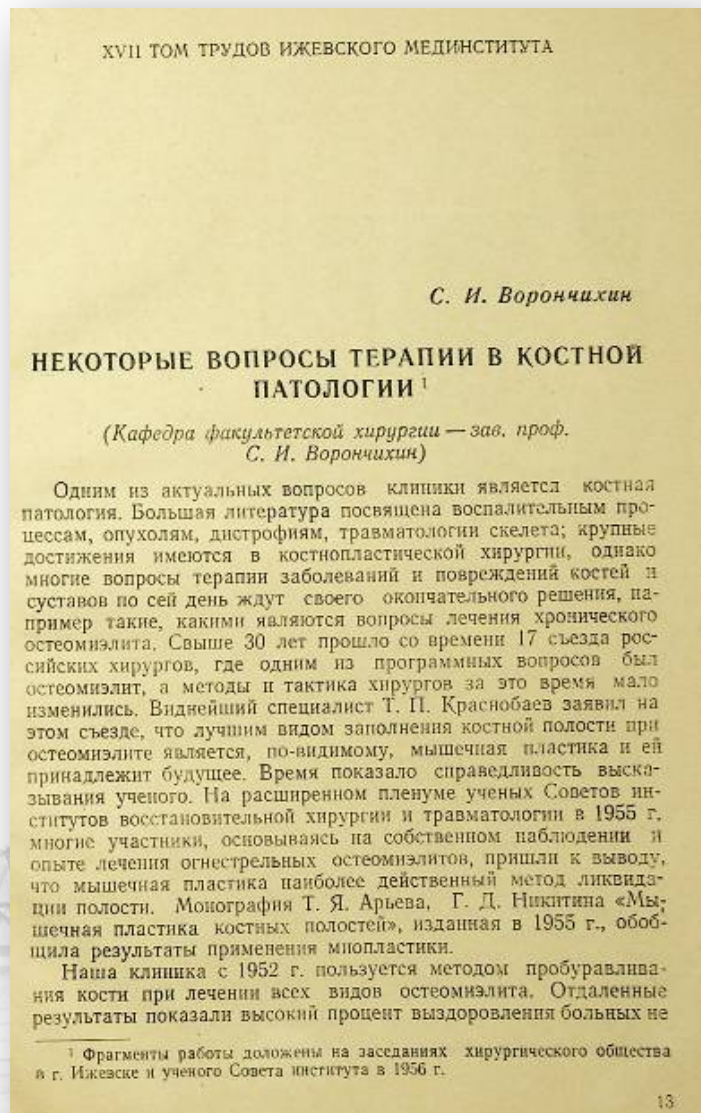 XVII ТОМ ТРУДОВ ИЖЕВСКОГО МЕДИНСТИТУТА
С. И. Ворончихин
НЕКОТОРЫЕ ВОПРОСЫ ТЕРАПИИ В КОСТНОЙ
ПАТОЛОГИИ ¹
(Кафедра факультетской хирургии — зав. проф.
С. И. Ворончихин)
Одним из актуальных вопросов клиники является костная
патология. Большая литература посвящена воспалительным про-
цессам, опухолям, дистрофиям, травматологии скелета; крупные
достижения имеются в костнопластической хирургии, однако
многие вопросы терапии заболеваний и повреждений костей и
суставов по сей день ждут своего окончательного решения, на-
пример такие, какими являются вопросы лечения хронического
остеомиэлита. Свыше 30 лет прошло со времени 17 съезда рос-
сийских хирургов, где одним из программных вопросов был
остеомиэлит, а методы и тактика хирургов за это время мало
изменились. Виднейший специалист Т. П. Краснобаев заявил на
этом съезде, что лучшим видом заполнения костной полости при
остеомиэлите является, по-видимому, мышечная пластика и ей
принадлежит будущее. Время показало справедливость выска-
зывания ученого. На расширенном пленуме ученых Советов ин-
ститутов восстановительной хирургии и травматологии в 1955 г.
многие участники, основываясь на собственном наблюдении и
опыте лечения огнестрельных остеомиэлитов, пришли к выводу,
что мышечная пластика наиболее действенный метод ликвида-
ции полости. Монография Т. Я. Арьева, Г. Д. Никитина «Мы-
шечная пластика костных полостей», изданная в 1955 г., обоб-
щила результаты применения миопластики.
Наша клиника с 1952 г. пользуется методом пробуравлива-
ния кости при лечении всех видов остеомиэлита. Отдаленные
результаты показали высокий процент выздоровления больных не
¹ Фрагменты работы доложены на заседаниях хирургического общества
в г. Ижевске и ученого Совета института в 1956 г.
13